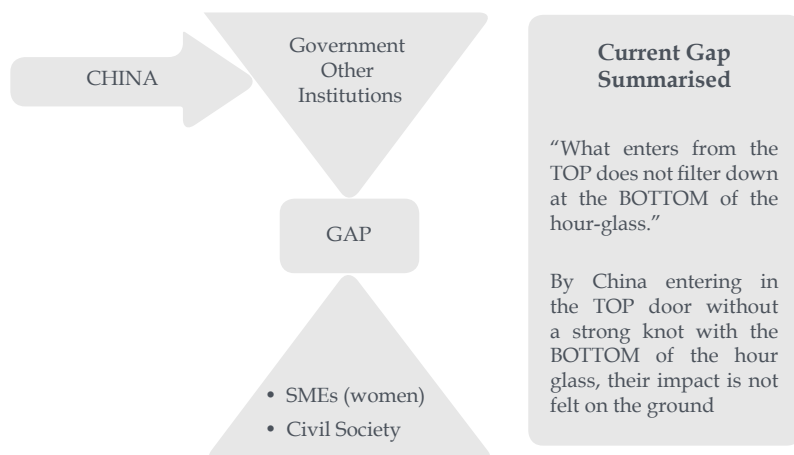 CHINA
Government
Other
Institutions
GAP
• SMEs (women)
• Civil Society
Current Gap
Summarised
“What enters from the
TOP does not filter down
at the BOTTOM of the
hour-glass.”
By China entering in
the TOP door without
a strong knot with the
BOTTOM of the hour
glass, their impact is not
felt on the ground